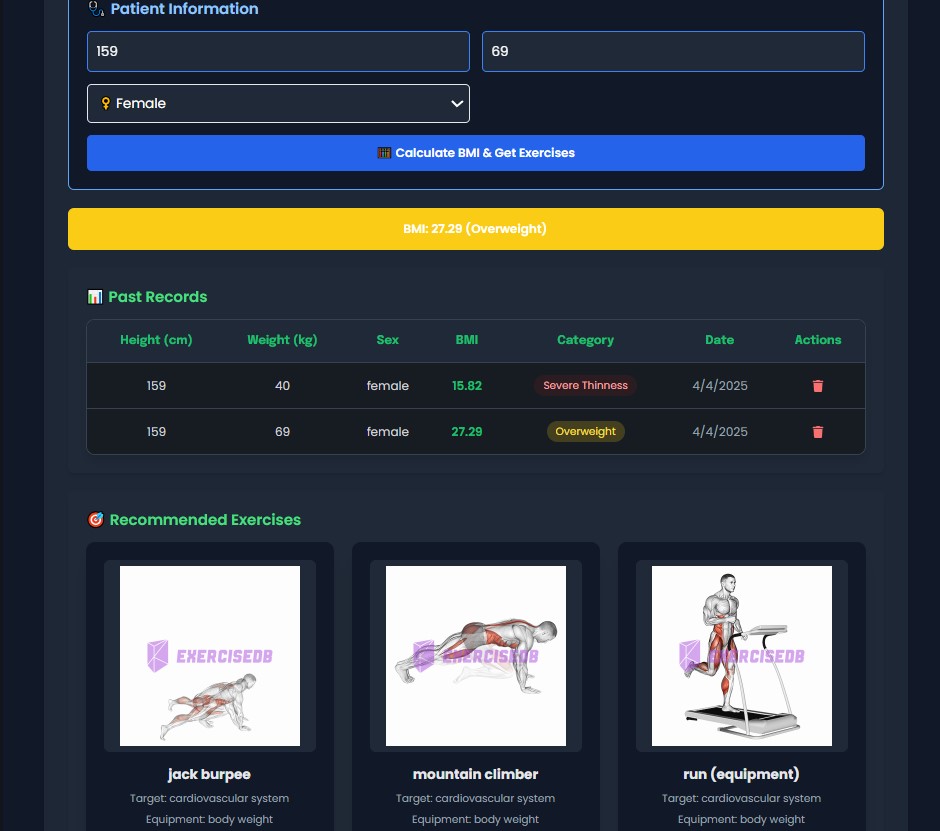 Patient Information
159 69
Female
Calculate BMI & Get Exercises
BMI: 27.29 (Overweight)
Past Records
Height (cm) Weight (kg) Sex BMI Category Date Actions
159 40 female 15.82 Severe Thinness 4/4/2025
159 69 female 27.29 Overweight 4/4/2025
Recommended Exercises
EXERCISEDB EXERCISEDB EXERCISEDB
jack burpee mountain climber run (equipment)
Target: cardiovascular system Target: cardiovascular system Target: cardiovascular system
Equipment: body weight Equipment: body weight Equipment: body weight